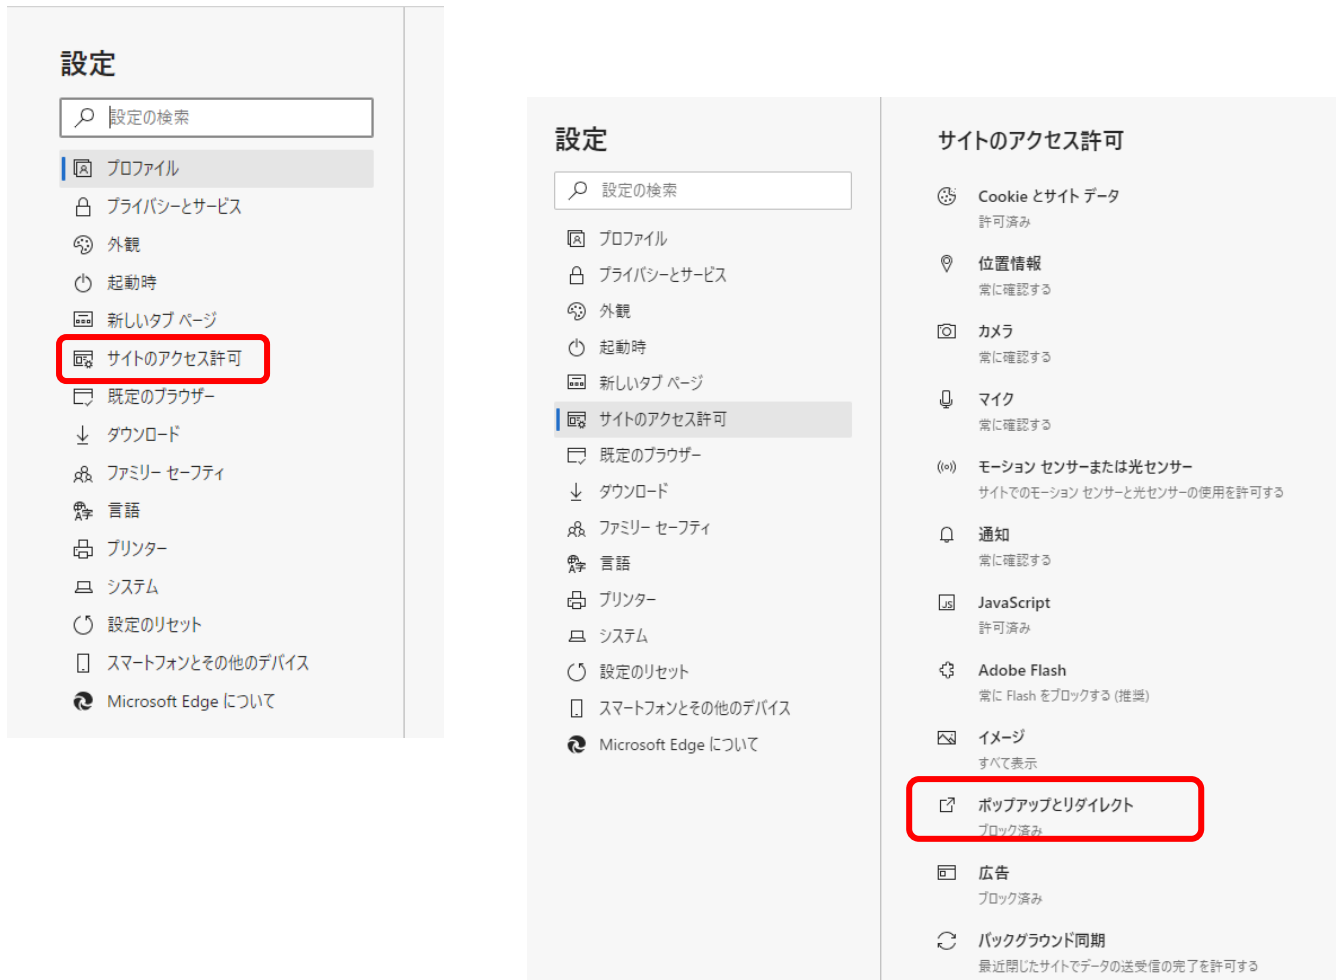 設定
設定の検索
プロファイル
プライバシーとサービス
外観
起動時
新しいタブ ページ
サイトのアクセス許可
既定のブラウザー
ダウンロード
ファミリー セーフティ
言語
プリンター
システム
設定のリセット
スマートフォンとその他のデバイス
Microsoft Edge について
設定
設定の検索
プロファイル
プライバシーとサービス
外観
起動時
新しいタブ ページ
サイトのアクセス許可
既定のブラウザー
ダウンロード
ファミリー セーフティ
言語
プリンター
システム
設定のリセット
スマートフォンとその他のデバイス
Microsoft Edge について
サイトのアクセス許可
Cookie とサイト データ
許可済み
位置情報
常に確認する
カメラ
常に確認する
マイク
常に確認する
モーション センサーまたは光センサー
サイトでのモーション センサーと光センサーの使用を許可する
通知
常に確認する
JavaScript
許可済み
Adobe Flash
常に Flash をブロックする (推奨)
イメージ
すべて表示
ポップアップとリダイレクト
ブロック済み
広告
ブロック済み
バックグラウンド同期
最近閉じたサイトでデータの送受信の完了を許可する